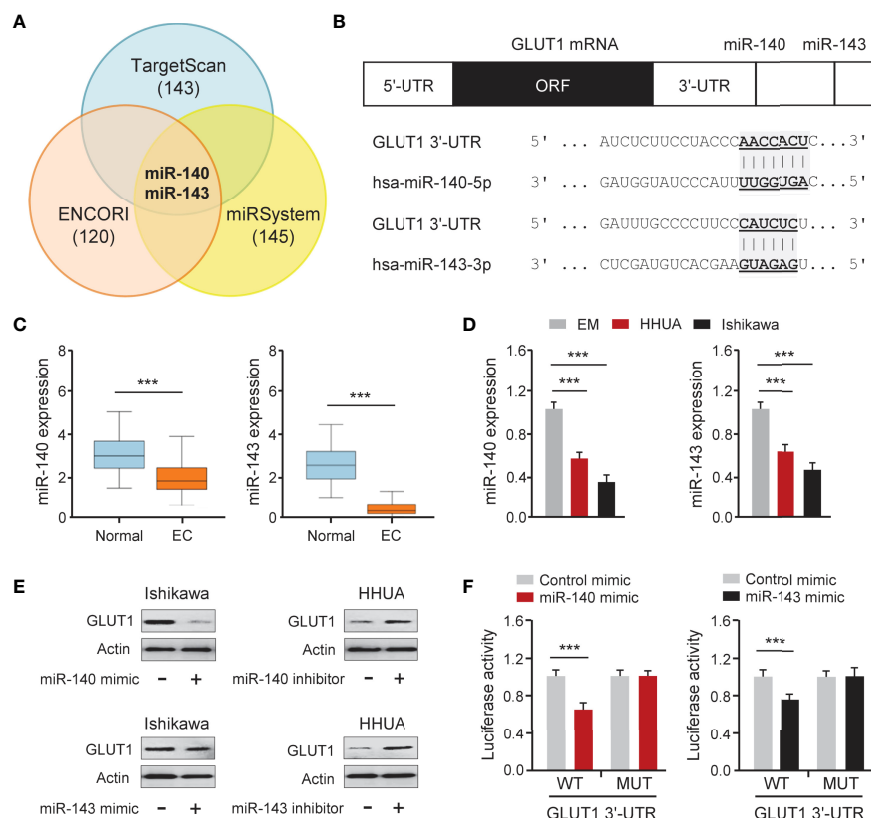 A
TargetScan
(143)
miR-140
miR-143
ENCORI
(120)
miRSystem
(145)
B
GLUT1 mRNA miR-140 miR-143
5'-UTR ORF 3'-UTR
GLUT1 3'-UTR 5' ... AUCUCUUCCUACCCAACCACUC... 3'
hsa-miR-140-5p 3' ... GAUGGUAUCCCAUUUUGGUGAC... 5'
GLUT1 3'-UTR 5' ... GAUUUGCCCCUUCCCAUCUCU... 3'
hsa-miR-143-3p 3' ... CUCGAUGUCACGAAGUAGAGU... 5'
C
miR-140 expression
8
6
4
2
0
***
Normal EC
miR-143 expression
8
6
4
2
0
***
Normal EC
D
EM HHUA Ishikawa
miR-140 expression
1.6
1.2
0.8
0.4
0.0
***
***
miR-143 expression
1.6
1.2
0.8
0.4
0.0
***
***
E
Ishikawa
GLUT1
Actin
miR-140 mimic − +
HHUA
GLUT1
Actin
miR-140 inhibitor − +
Ishikawa
GLUT1
Actin
miR-143 mimic − +
HHUA
GLUT1
Actin
miR-143 inhibitor − +
F
Control mimic
miR-140 mimic
Luciferase activity
1.6
1.2
0.8
0.4
0.0
***
WT MUT
GLUT1 3'-UTR
Control mimic
miR-143 mimic
Luciferase activity
1.6
1.2
0.8
0.4
0.0
***
WT MUT
GLUT1 3'-UTR